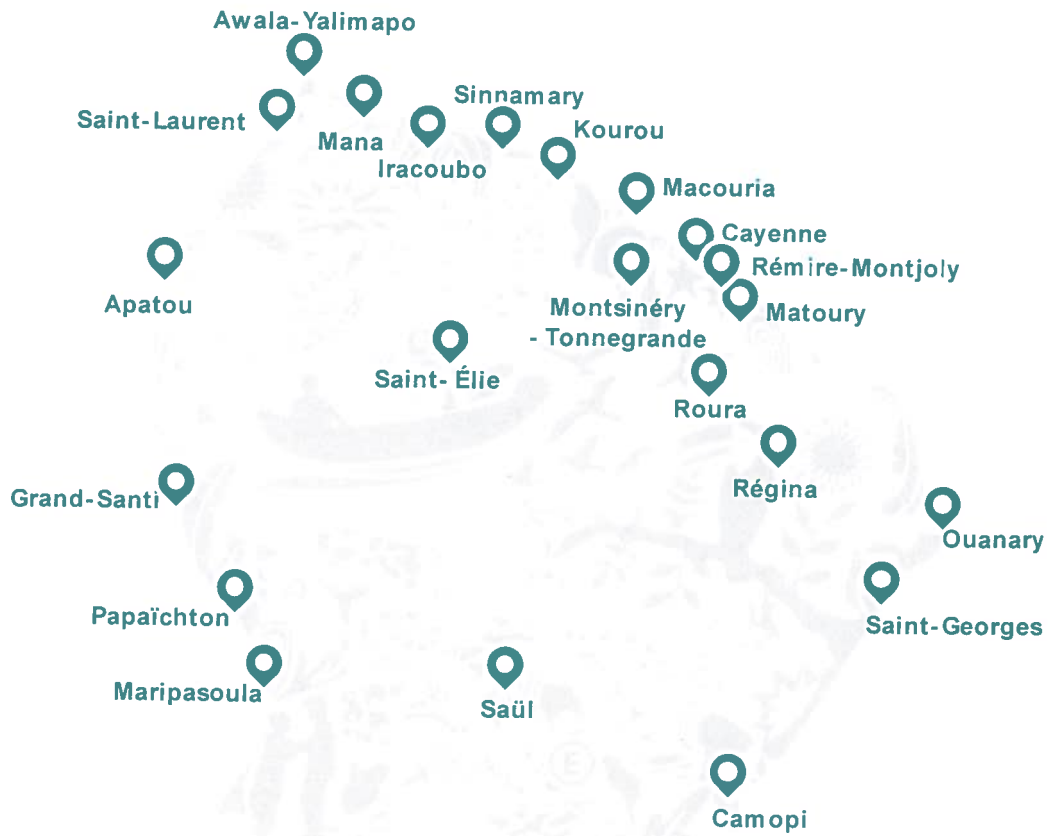 Awala-Yalimapo
Sinnamary
Saint-Laurent
Mana
Kourou
Iracoubo
Macouria
Cayenne
Rémire-Montjoly
Apatou
Montsinéry
- Tonnegrande
Matoury
Saint-Élie
Roura
Grand-Santi
Régina
Ouanary
Papaïchton
Saint-Georges
Maripasoula
Saül
E
Camopi